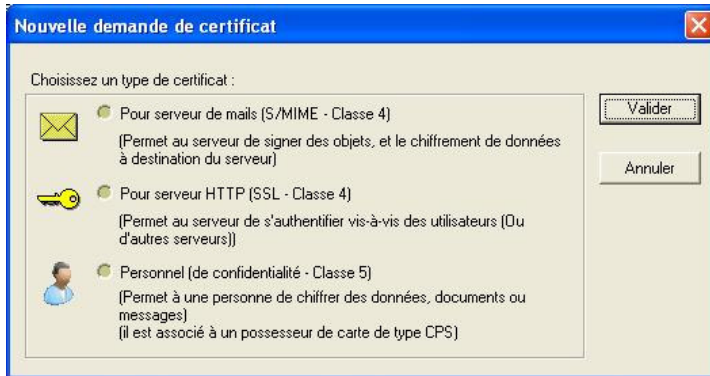 Nouvelle demande de certificat
Choisissez un type de certificat :
Pour serveur de mails (S/MIME - Classe 4)
(Permet au serveur de signer des objets, et le chiffrement de données
à destination du serveur)
Pour serveur HTTP (SSL - Classe 4)
(Permet au serveur de s'authentifier vis-à-vis des utilisateurs (Ou
d'autres serveurs))
Personnel (de confidentialité - Classe 5)
(Permet à une personne de chiffrer des données, documents ou
messages)
(il est associé à un possesseur de carte de type CPS)
Valider
Annuler